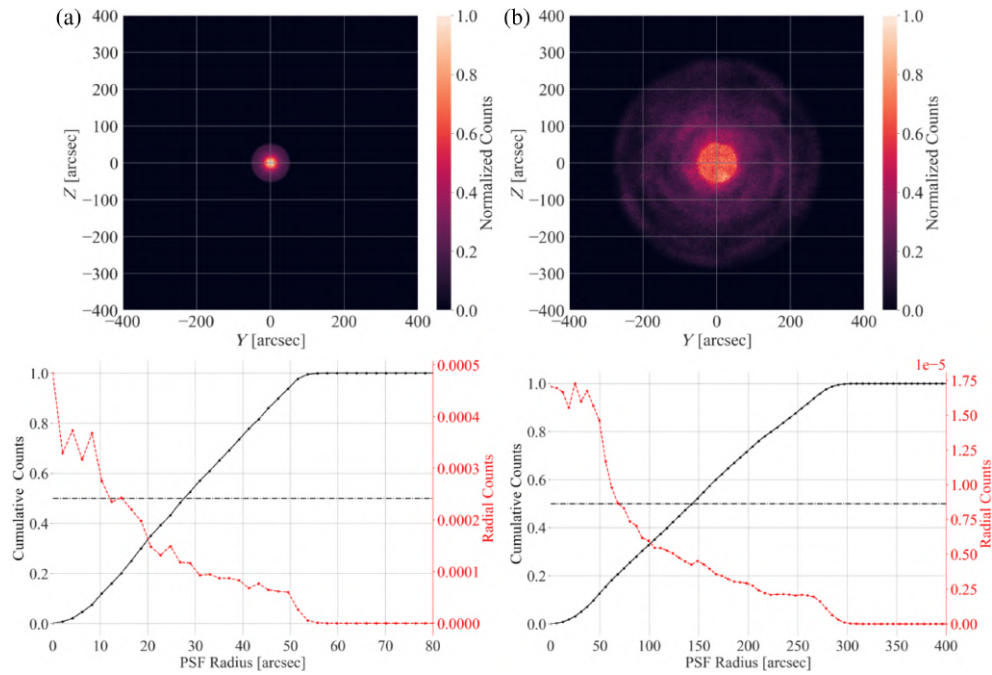 (a)
400
300
200
100
0
−100
−200
−300
−400
Z [arcsec]
−400 −200 0 200 400
Y [arcsec]
1.0
0.8
0.6
0.4
0.2
0.0
Normalized Counts
(b)
400
300
200
100
0
−100
−200
−300
−400
Z [arcsec]
−400 −200 0 200 400
Y [arcsec]
1.0
0.8
0.6
0.4
0.2
0.0
Normalized Counts
1.0
0.8
0.6
0.4
0.2
0.0
Cumulative Counts
0 10 20 30 40 50 60 70 80
PSF Radius [arcsec]
0.0005
0.0004
0.0003
0.0002
0.0001
0.0000
Radial Counts
1.0
0.8
0.6
0.4
0.2
0.0
Cumulative Counts
0 50 100 150 200 250 300 350 400
PSF Radius [arcsec]
1e-5
1.75
1.50
1.25
1.00
0.75
0.50
0.25
0.00
Radial Counts